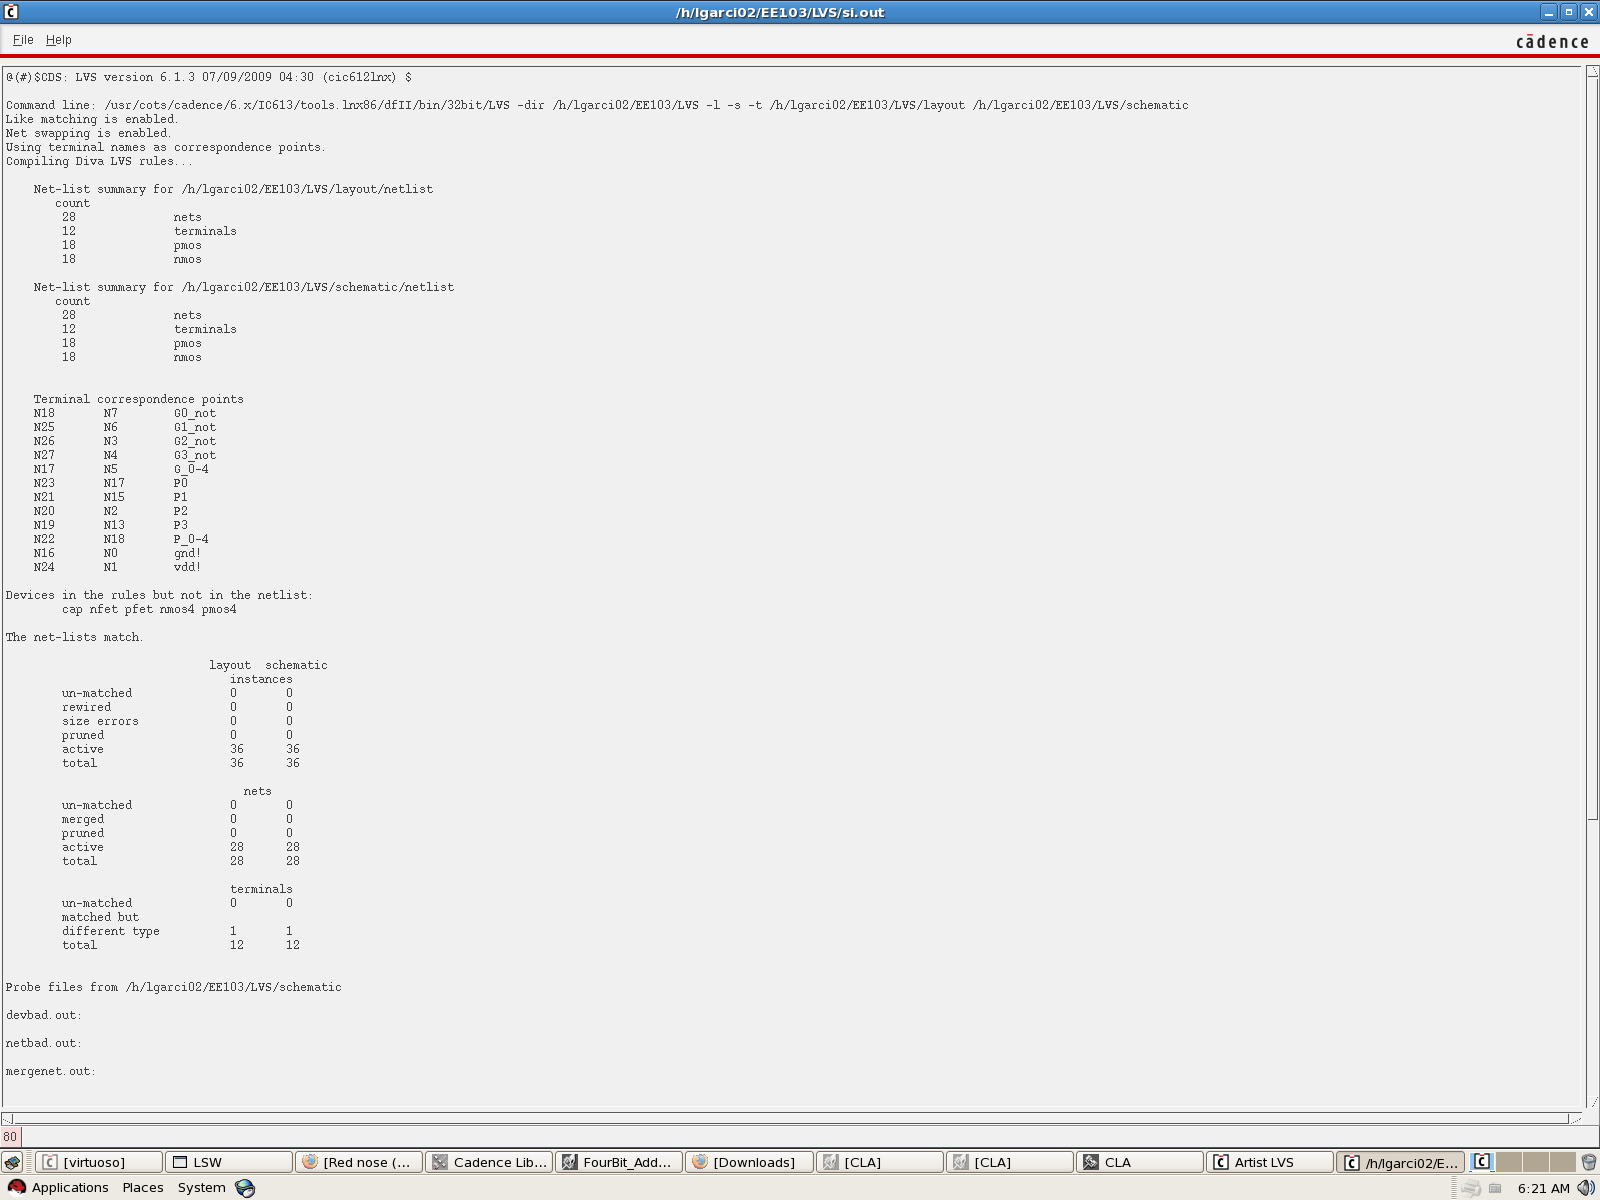 /h/lgarci02/EE103/LVS/si.out
File Help
cādence
@(#)$CDS: LVS version 6.1.3 07/09/2009 04:30 (cic612lnx) $
Command line: /usr/cots/cadence/6.x/IC613/tools.lnx86/dfII/bin/32bit/LVS -dir /h/lgarci02/EE103/LVS -l -s -t /h/lgarci02/EE103/LVS/layout /h/lgarci02/EE103/LVS/schematic
Like matching is enabled.
Net swapping is enabled.
Using terminal names as correspondence points.
Compiling Diva LVS rules...
Net-list summary for /h/lgarci02/EE103/LVS/layout/netlist
count
28 nets
12 terminals
18 pmos
18 nmos
Net-list summary for /h/lgarci02/EE103/LVS/schematic/netlist
count
28 nets
12 terminals
18 pmos
18 nmos
Terminal correspondence points
N18 N7 G0_not
N25 N6 G1_not
N26 N3 G2_not
N27 N4 G3_not
N17 N5 G_0-4
N23 N17 P0
N21 N15 P1
N20 N2 P2
N19 N13 P3
N22 N18 P_0-4
N16 N0 gnd!
N24 N1 vdd!
Devices in the rules but not in the netlist:
cap nfet pfet nmos4 pmos4
The net-lists match.
layout schematic
instances
un-matched 0 0
rewired 0 0
size errors 0 0
pruned 0 0
active 36 36
total 36 36
nets
un-matched 0 0
merged 0 0
pruned 0 0
active 28 28
total 28 28
terminals
un-matched 0 0
matched but
different type 1 1
total 12 12
Probe files from /h/lgarci02/EE103/LVS/schematic
devbad.out:
netbad.out:
mergenet.out:
80
[virtuoso] LSW [Red nose (... Cadence Lib... FourBit_Add... [Downloads] [CLA] [CLA] CLA Artist LVS /h/lgarci02/E...
Applications Places System 6:21 AM